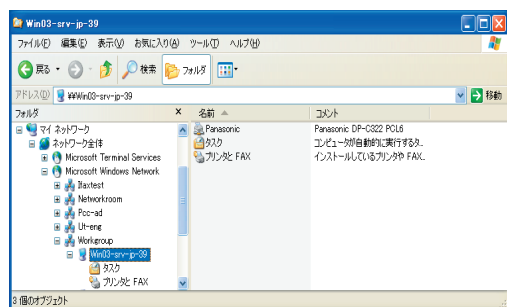 Win03-srv-jp-39
ファイル(F) 編集(E) 表示(V) お気に入り(A) ツール(T) ヘルプ(H)
戻る 検索 フォルダ
アドレス(D) ¥¥Win03-srv-jp-39 移動
フォルダ × 名前 コメント
マイ ネットワーク
ネットワーク全体
Microsoft Terminal Services
Microsoft Windows Network
Ifaxtest
Networkroom
Pcc-ad
Ut-eng
Workgroup
Win03-srv-jp-39
タスク
プリンタと FAX
Panasonic Panasonic DP-C322 PCL6
タスク コンピュータが自動的に実行するタ...
プリンタと FAX インストールしているプリンタや FAX...
3 個のオブジェクト